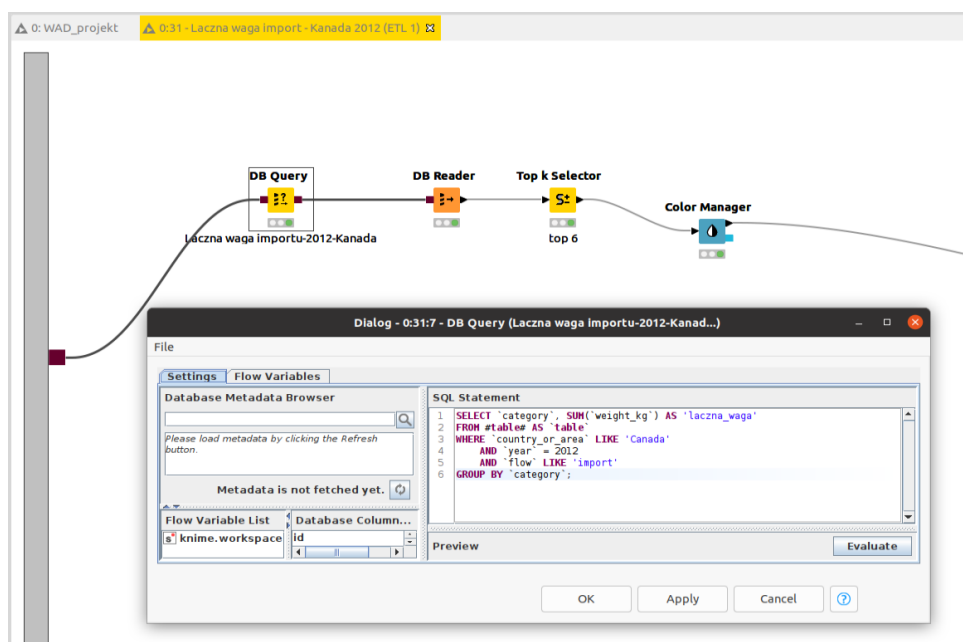 0: WAD_projekt
0:31 - Laczna waga import - Kanada 2012 (ETL 1)
DB Query
DB Reader
Top k Selector
Color Manager
Laczna waga importu-2012-Kanada
top 6
Dialog - 0:31:7 - DB Query (Laczna waga importu-2012-Kanad...)
File
Settings
Flow Variables
Database Metadata Browser
Please load metadata by clicking the Refresh
button.
Metadata is not fetched yet.
Flow Variable List
Database Column...
s knime.workspace
id
SQL Statement
1 SELECT `category`, SUM(`weight_kg`) AS 'laczna_waga'
2 FROM #table# AS `table`
3 WHERE `country_or_area` LIKE 'Canada'
4 AND `year` = 2012
5 AND `flow` LIKE 'import'
6 GROUP BY `category`;
Preview
Evaluate
OK
Apply
Cancel
?